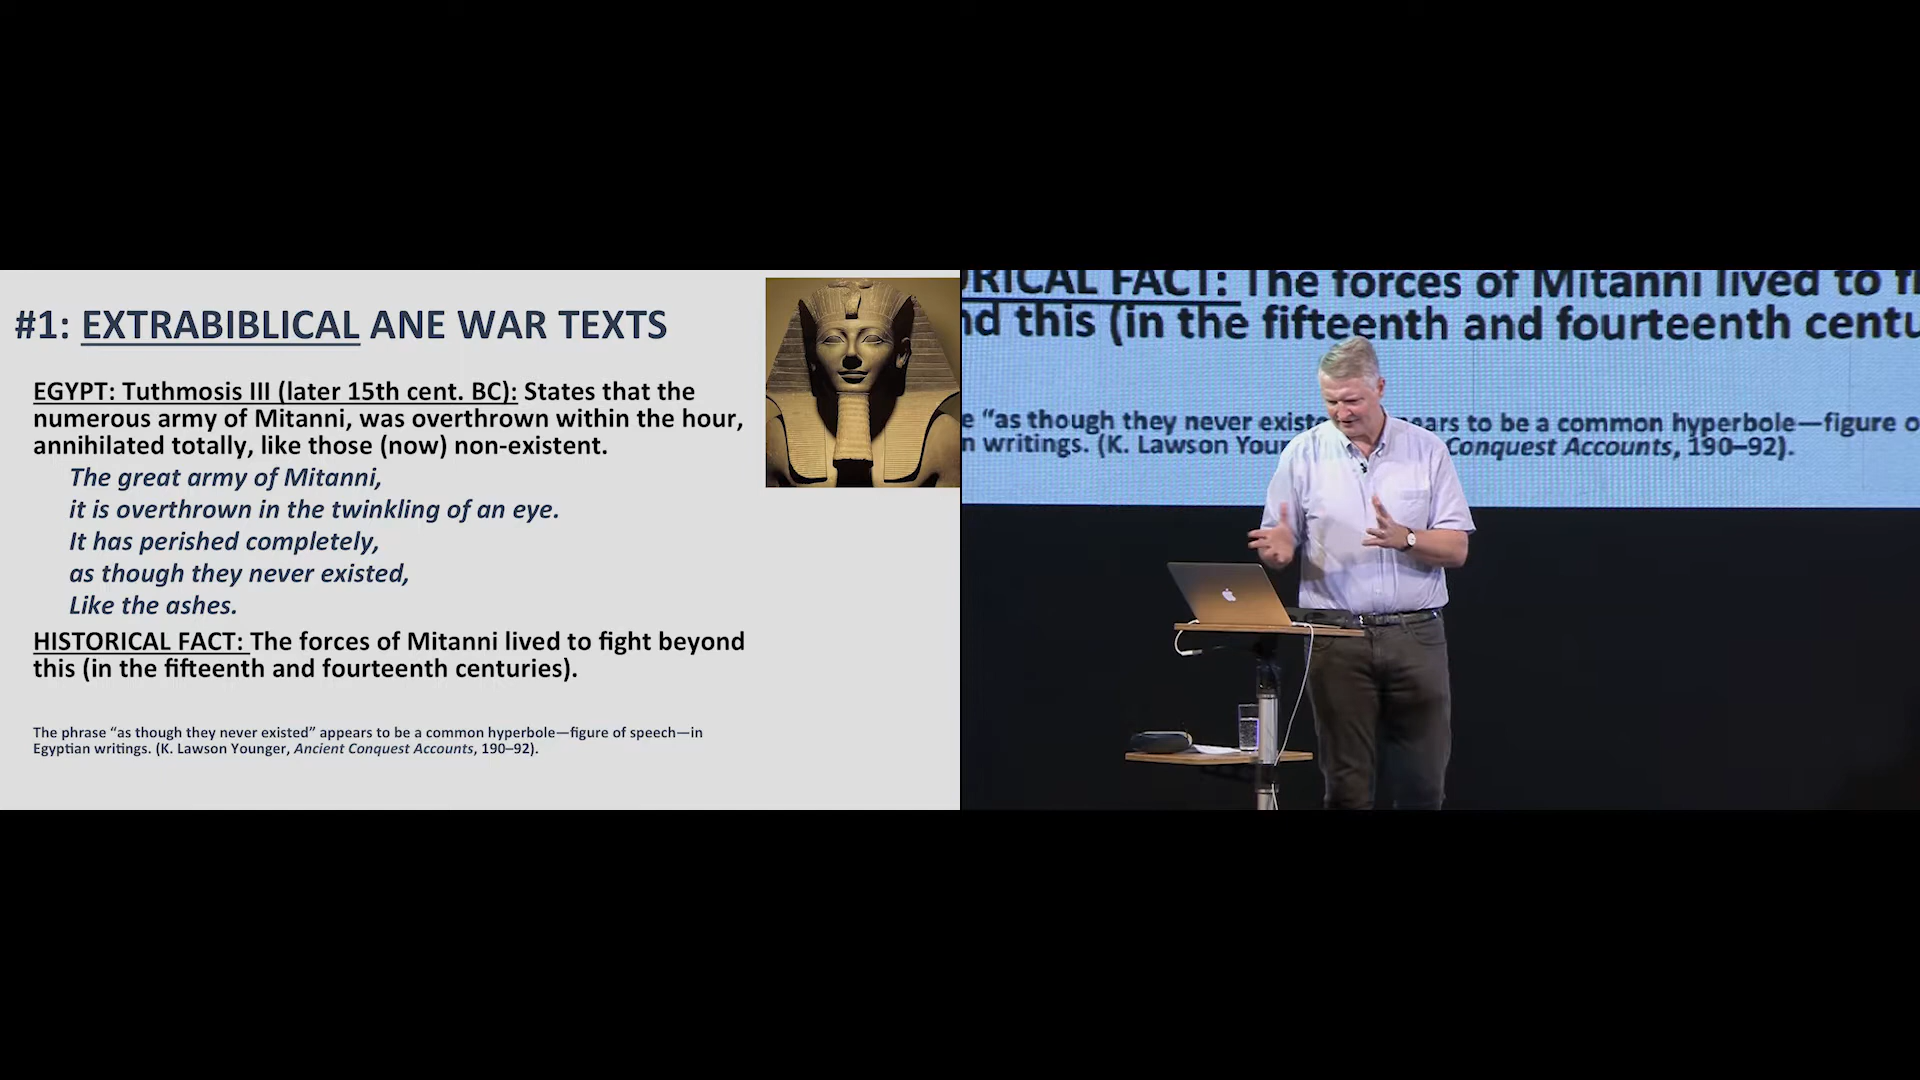 #1: EXTRABIBLICAL ANE WAR TEXTS
EGYPT: Tuthmosis III (later 15th cent. BC): States that the
numerous army of Mitanni, was overthrown within the hour,
annihilated totally, like those (now) non-existent.
The great army of Mitanni,
it is overthrown in the twinkling of an eye.
It has perished completely,
as though they never existed,
Like the ashes.
HISTORICAL FACT: The forces of Mitanni lived to fight beyond
this (in the fifteenth and fourteenth centuries).
The phrase “as though they never existed” appears to be a common hyperbole—figure of speech—in
Egyptian writings. (K. Lawson Younger, Ancient Conquest Accounts, 190–92).
RICAL FACT: The forces of Mitanni lived to
this (in the fifteenth and fourteenth centu
“as though they never existe ears to be a common hyperbole—figure o
writings. (K. Lawson Your Conquest Accounts, 190–92).